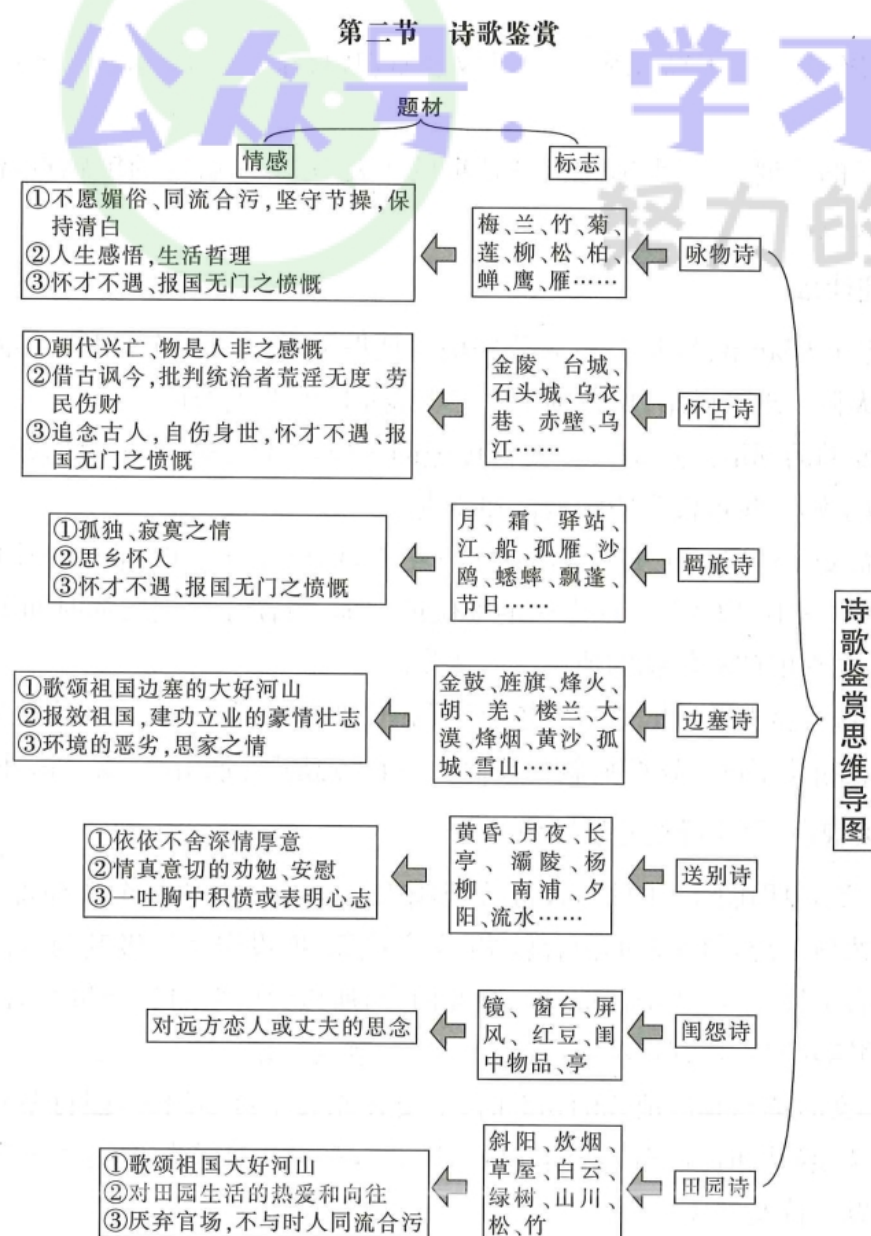 第二节 诗歌鉴赏
公众号：学习
努力的
题材
情感
标志
①不愿媚俗、同流合污,坚守节操,保
持清白
②人生感悟,生活哲理
③怀才不遇、报国无门之愤慨
梅、兰、竹、菊、
莲、柳、松、柏、
蝉、鹰、雁……
咏物诗
①朝代兴亡、物是人非之感慨
②借古讽今,批判统治者荒淫无度、劳
民伤财
③追念古人,自伤身世,怀才不遇、报
国无门之愤慨
金陵、台城、
石头城、乌衣
巷、赤壁、乌
江……
怀古诗
①孤独、寂寞之情
②思乡怀人
③怀才不遇、报国无门之愤慨
月、霜、驿站、
江、船、孤雁、沙
鸥、蟋蟀、飘蓬、
节日……
羁旅诗
①歌颂祖国边塞的大好河山
②报效祖国,建功立业的豪情壮志
③环境的恶劣,思家之情
金鼓、旌旗、烽火、
胡、羌、楼兰、大
漠、烽烟、黄沙、孤
城、雪山……
边塞诗
①依依不舍深情厚意
②情真意切的劝勉、安慰
③一吐胸中积愤或表明心志
黄昏、月夜、长
亭、灞陵、杨
柳、南浦、夕
阳、流水……
送别诗
对远方恋人或丈夫的思念
镜、窗台、屏
风、红豆、闺
中物品、亭
闺怨诗
①歌颂祖国大好河山
②对田园生活的热爱和向往
③厌弃官场,不与时人同流合污
斜阳、炊烟、
草屋、白云、
绿树、山川、
松、竹
田园诗
诗歌鉴赏思维导图